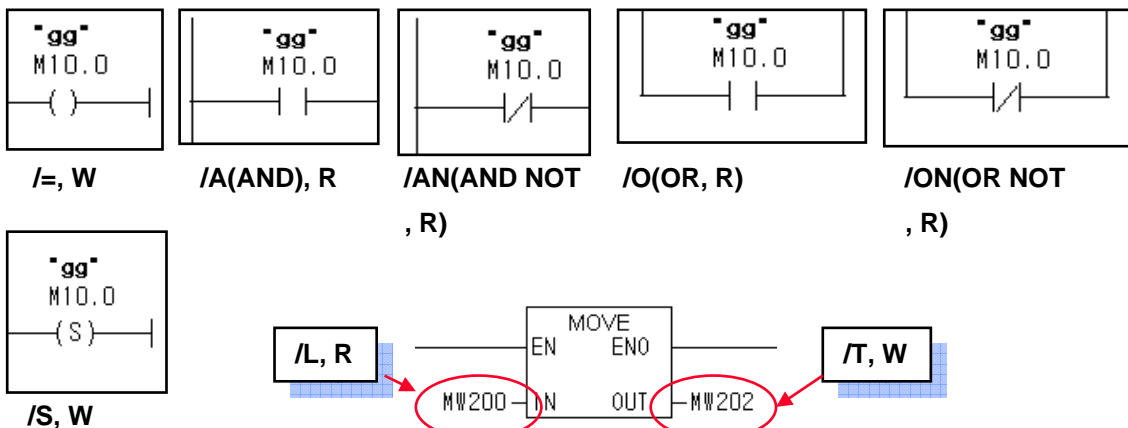 "gg"
M10.0
( )
/=, W
"gg"
M10.0
/A(AND), R
"gg"
M10.0
/AN(AND NOT
, R)
"gg"
M10.0
/O(OR, R)
"gg"
M10.0
/ON(OR NOT
, R)
"gg"
M10.0
(S)
/S, W
MOVE
EN ENO
/L, R
/T, W
MW200 IN OUT MW202